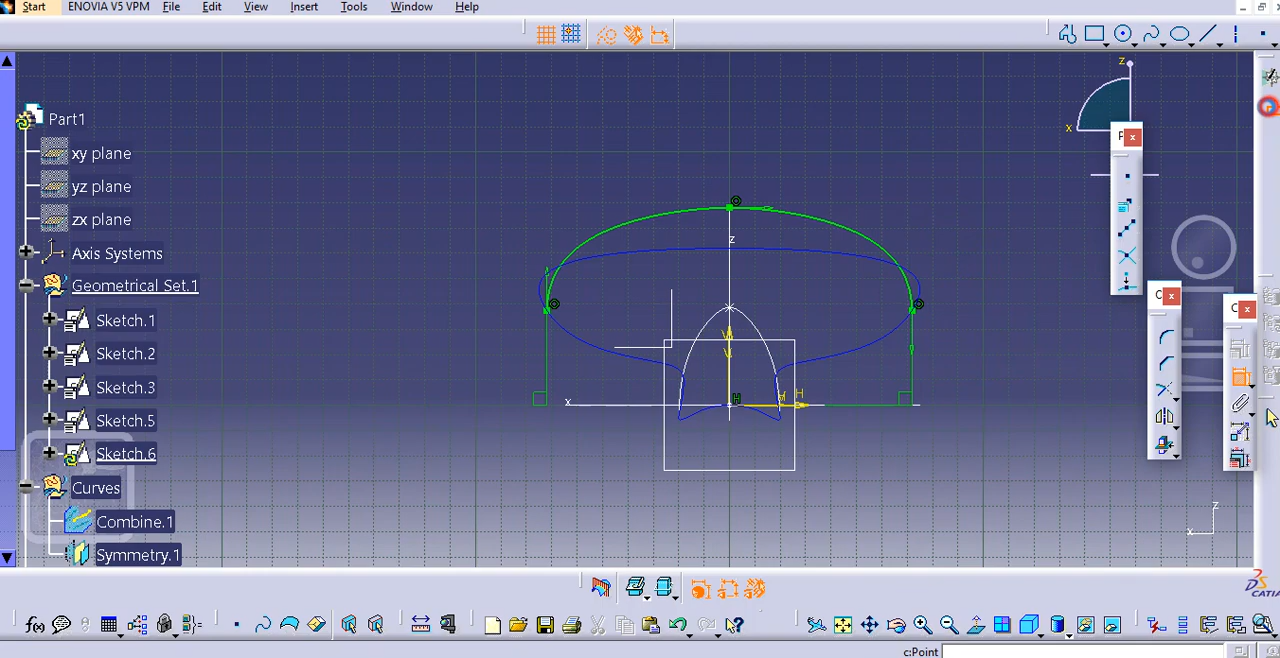 Start ENOVIA V5 VPM File Edit View Insert Tools Window Help
z
x
P
Part1
xy plane
yz plane
zx plane
z
Axis Systems
Geometrical Set.1
C
C
Sketch.1
Sketch.2
V
V
Sketch.3
x
H
H
H
Sketch.5
Sketch.6
Curves
z
x
Combine.1
Symmetry.1
DS
CATIA
f(x)
c:Point